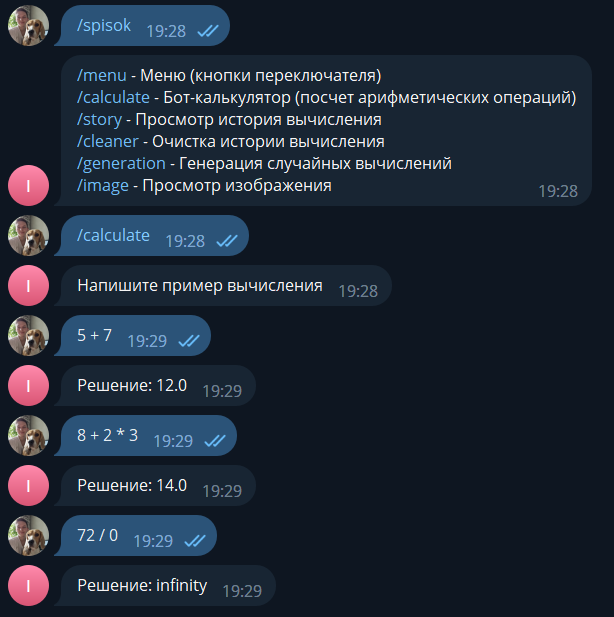 /spisok 19:28
/menu - Меню (кнопки переключателя)
/calculate - Бот-калькулятор (посчет арифметических операций)
/story - Просмотр история вычисления
/cleaner - Очистка истории вычисления
/generation - Генерация случайных вычислений
/image - Просмотр изображения 19:28
I
/calculate 19:28
I
Напишите пример вычисления 19:28
5 + 7 19:29
I
Решение: 12.0 19:29
8 + 2 * 3 19:29
I
Решение: 14.0 19:29
72 / 0 19:29
I
Решение: infinity 19:29